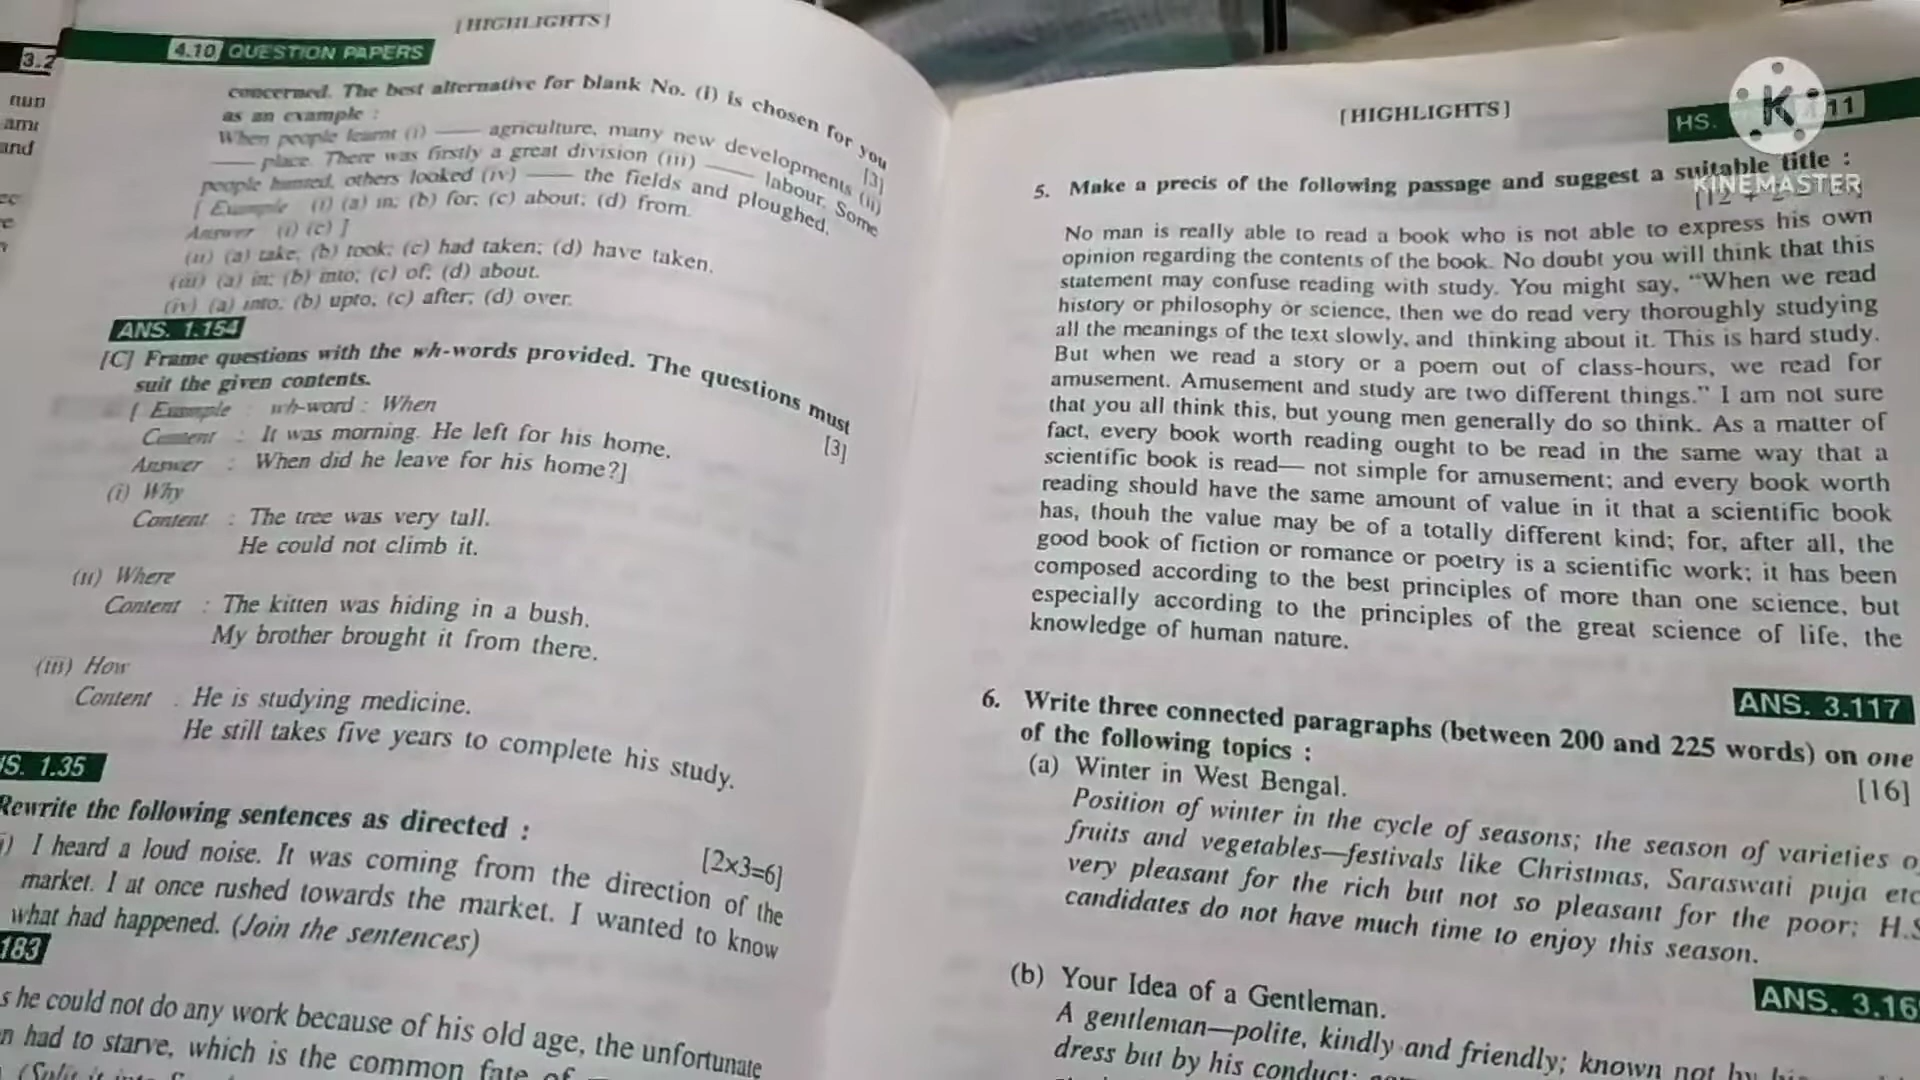 [HIGHLIGHTS]
3.2
4.10 QUESTION PAPERS
num
and
concerned. The best alternative for blank No. (i) is chosen for you
as an example :
[3]
When people learnt (i) —— agriculture, many new developments (ii)
—— place. There was firstly a great division (iii) —— labour. Some
people hunted, others looked (iv) —— the fields and ploughed.
[ Example (i) (a) in; (b) for; (c) about; (d) from.
Answer (i) (c) ]
(ii) (a) take; (b) took; (c) had taken; (d) have taken.
(iii) (a) in; (b) into; (c) of; (d) about.
(iv) (a) into; (b) upto; (c) after; (d) over.
ANS. 1.154
[C] Frame questions with the wh-words provided. The questions must
suit the given contents.
[3]
[ Example : wh-word : When
Content : It was morning. He left for his home.
Answer : When did he leave for his home?]
(i) Why
Content : The tree was very tall.
He could not climb it.
(ii) Where
Content : The kitten was hiding in a bush.
My brother brought it from there.
(iii) How
Content : He is studying medicine.
He still takes five years to complete his study.
NS. 1.35
Rewrite the following sentences as directed :
[2x3=6]
i) I heard a loud noise. It was coming from the direction of the
market. I at once rushed towards the market. I wanted to know
what had happened. (Join the sentences)
183
s he could not do any work because of his old age, the unfortunate
n had to starve, which is the common fate of
[HIGHLIGHTS]
HS. 11
K
KINEMASTER
5. Make a precis of the following passage and suggest a suitable title :
No man is really able to read a book who is not able to express his own
opinion regarding the contents of the book. No doubt you will think that this
statement may confuse reading with study. You might say, "When we read
history or philosophy or science, then we do read very thoroughly studying
all the meanings of the text slowly, and thinking about it. This is hard study.
But when we read a story or a poem out of class-hours, we read for
amusement. Amusement and study are two different things." I am not sure
that you all think this, but young men generally do so think. As a matter of
fact, every book worth reading ought to be read in the same way that a
scientific book is read— not simple for amusement; and every book worth
reading should have the same amount of value in it that a scientific book
has, thouh the value may be of a totally different kind; for, after all, the
good book of fiction or romance or poetry is a scientific work; it has been
composed according to the best principles of more than one science, but
especially according to the principles of the great science of life, the
knowledge of human nature.
ANS. 3.117
6. Write three connected paragraphs (between 200 and 225 words) on one
of the following topics :
[16]
(a) Winter in West Bengal.
Position of winter in the cycle of seasons; the season of varieties o
fruits and vegetables—festivals like Christmas, Saraswati puja etc
very pleasant for the rich but not so pleasant for the poor; H.S
candidates do not have much time to enjoy this season.
ANS. 3.16
(b) Your Idea of a Gentleman.
A gentleman—polite, kindly and friendly; known not by his
dress but by his conduct;